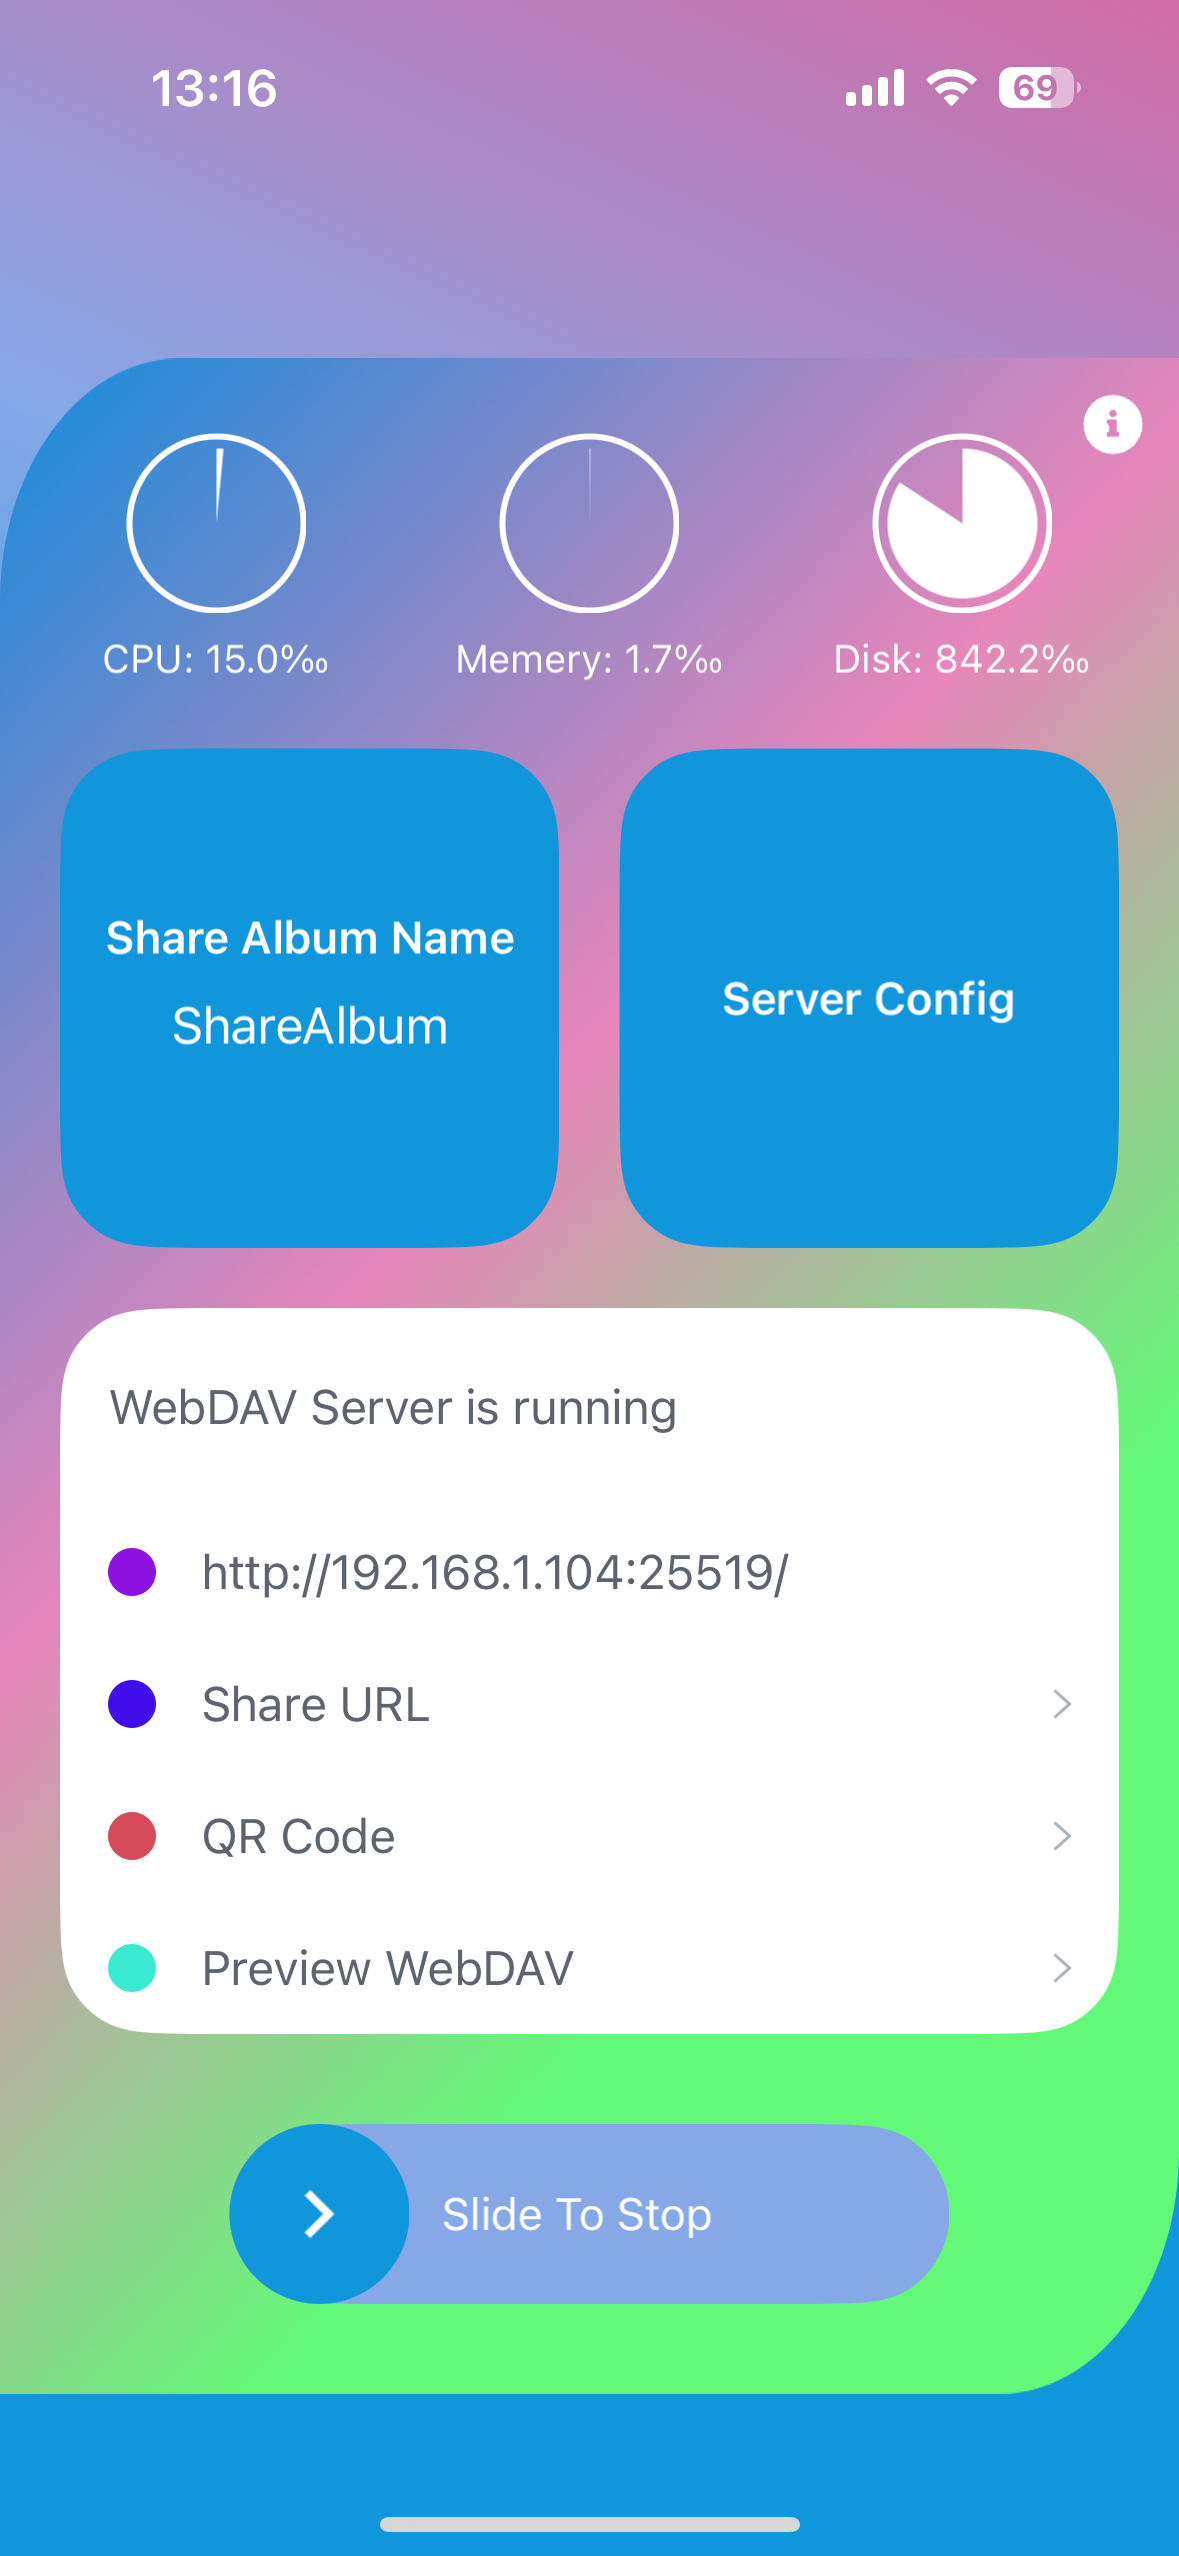 13:16
69
CPU: 15.0‰
Memery: 1.7‰
Disk: 842.2‰
Share Album Name
ShareAlbum
Server Config
WebDAV Server is running
http://192.168.1.104:25519/
Share URL
QR Code
Preview WebDAV
Slide To Stop